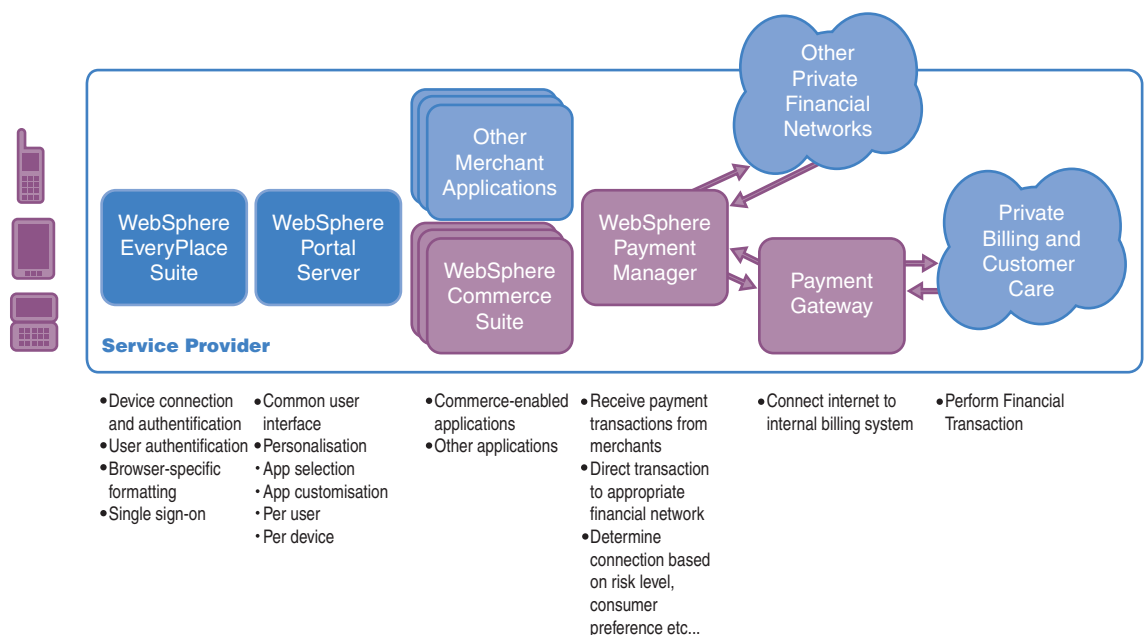 Other
Private
Financial
Networks
Other
Merchant
Applications
WebSphere
EveryPlace
Suite
WebSphere
Portal
Server
WebSphere
Commerce
Suite
WebSphere
Payment
Manager
Payment
Gateway
Private
Billing and
Customer
Care
Service Provider
•Device connection
and authentification
•User authentification
•Browser-specific
formatting
•Single sign-on
•Common user
interface
•Personalisation
• App selection
• App customisation
• Per user
• Per device
•Commerce-enabled
applications
•Other applications
•Receive payment
transactions from
merchants
•Direct transaction
to appropriate
financial network
•Determine
connection based
on risk level,
consumer
preference etc...
•Connect internet to
internal billing system
•Perform Financial
Transaction